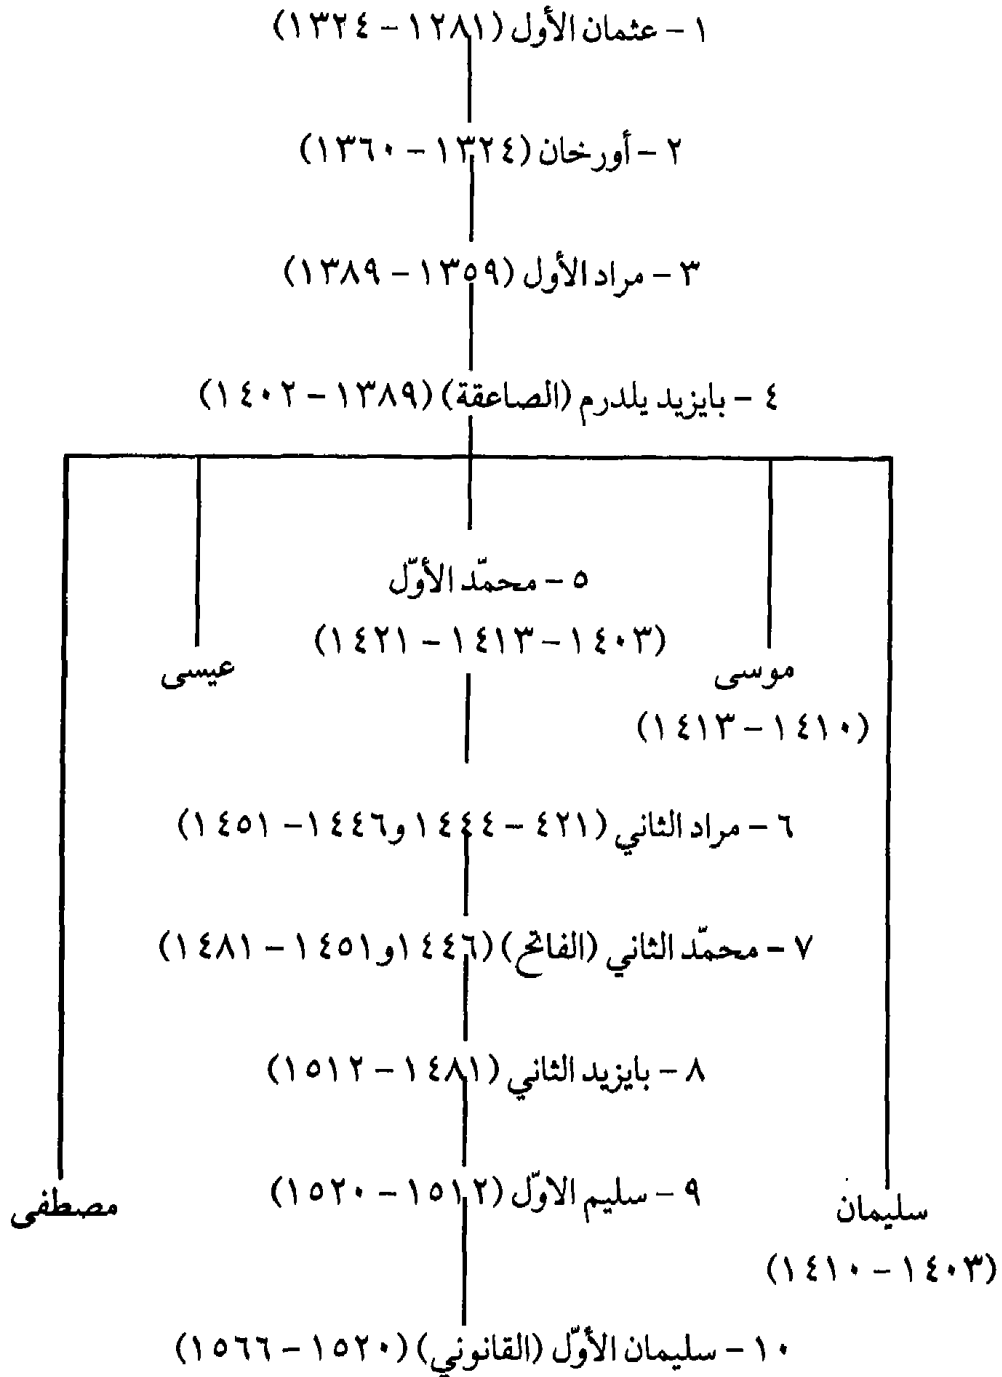 ١ - عثمان الأول (١٢٨١ - ١٣٢٤)
٢ - أورخان (١٣٢٤ - ١٣٦٠)
٣ - مراد الأول (١٣٥٩ - ١٣٨٩)
٤ - بايزيد يلدرم (الصاعقة) (١٣٨٩ - ١٤٠٢)
٥ - محمّد الأوّل
(١٤٠٣ - ١٤١٣ - ١٤٢١)
موسى
عيسى
(١٤١٠ - ١٤١٣)
٦ - مراد الثاني (٤٢١ - ١٤٤٤ و١٤٤٦ - ١٤٥١)
٧ - محمّد الثاني (الفاتح) (١٤٤٦ و١٤٥١ - ١٤٨١)
٨ - بايزيد الثاني (١٤٨١ - ١٥١٢)
٩ - سليم الاوّل (١٥١٢ - ١٥٢٠)
سليمان
مصطفى
(١٤٠٣ - ١٤١٠)
١٠ - سليمان الأوّل (القانوني) (١٥٢٠ - ١٥٦٦)